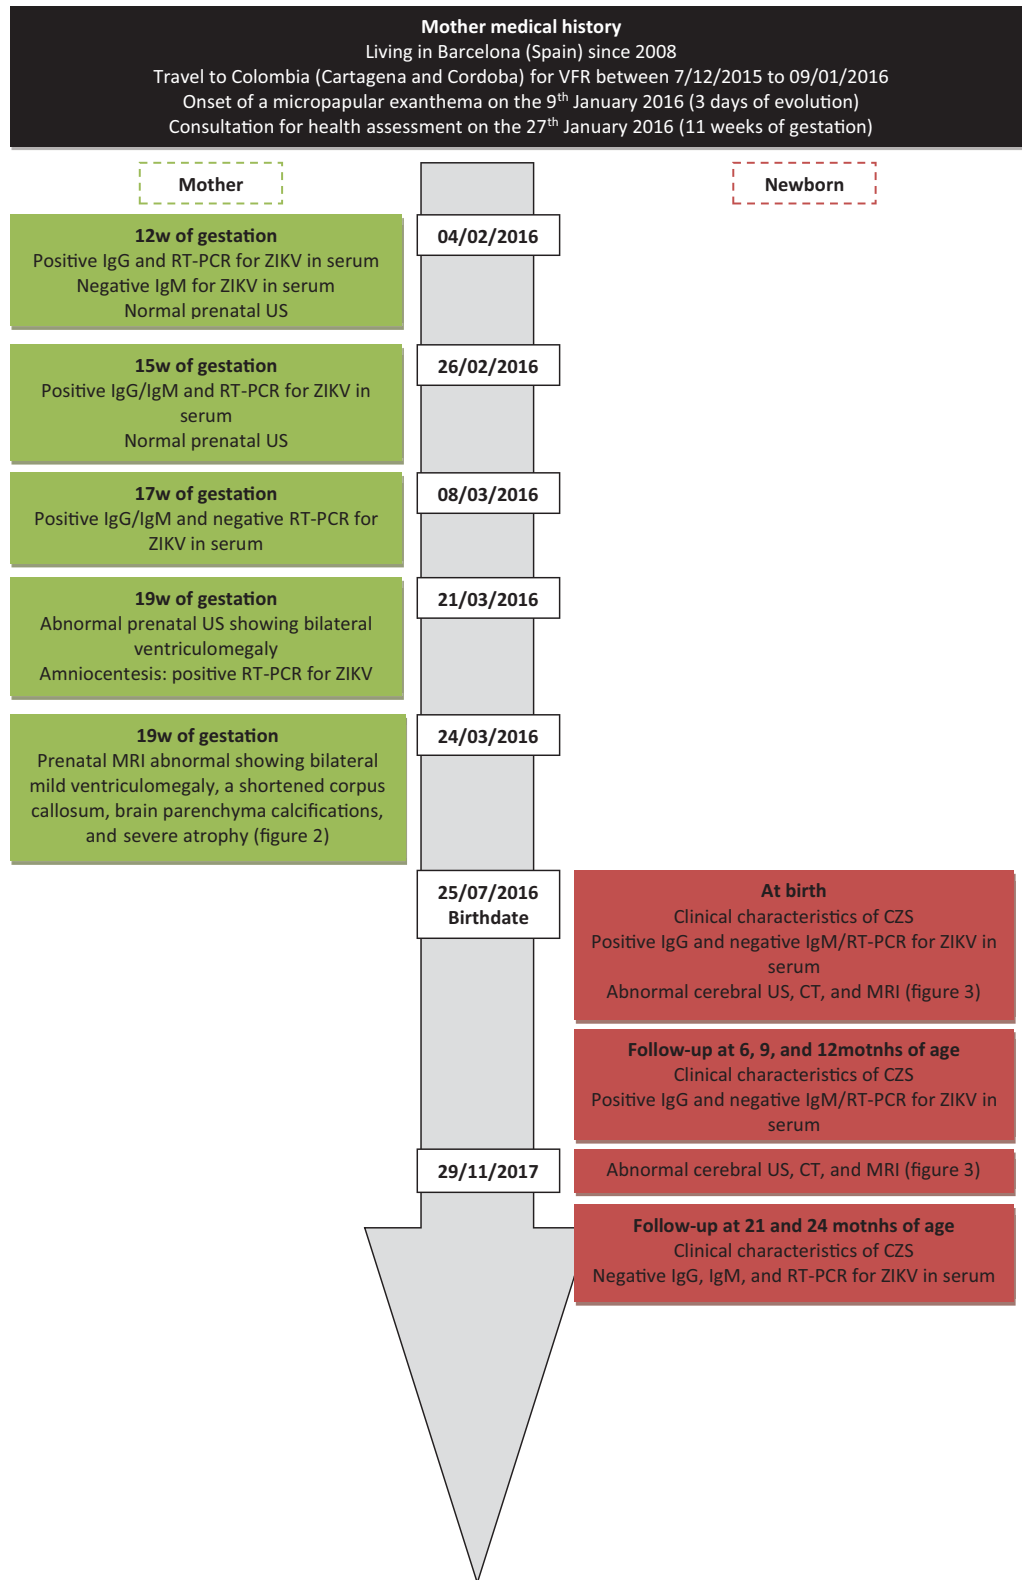 Mother medical history
Living in Barcelona (Spain) since 2008
Travel to Colombia (Cartagena and Cordoba) for VFR between 7/12/2015 to 09/01/2016
Onset of a micropapular exanthema on the 9th January 2016 (3 days of evolution)
Consultation for health assessment on the 27th January 2016 (11 weeks of gestation)
Mother
Newborn
12w of gestation
Positive IgG and RT-PCR for ZIKV in serum
Negative IgM for ZIKV in serum
Normal prenatal US
04/02/2016
15w of gestation
Positive IgG/IgM and RT-PCR for ZIKV in
serum
Normal prenatal US
26/02/2016
17w of gestation
Positive IgG/IgM and negative RT-PCR for
ZIKV in serum
08/03/2016
19w of gestation
Abnormal prenatal US showing bilateral
ventriculomegaly
Amniocentesis: positive RT-PCR for ZIKV
21/03/2016
19w of gestation
Prenatal MRI abnormal showing bilateral
mild ventriculomegaly, a shortened corpus
callosum, brain parenchyma calcifications,
and severe atrophy (figure 2)
24/03/2016
25/07/2016
Birthdate
At birth
Clinical characteristics of CZS
Positive IgG and negative IgM/RT-PCR for ZIKV in
serum
Abnormal cerebral US, CT, and MRI (figure 3)
Follow-up at 6, 9, and 12motnhs of age
Clinical characteristics of CZS
Positive IgG and negative IgM/RT-PCR for ZIKV in
serum
29/11/2017
Abnormal cerebral US, CT, and MRI (figure 3)
Follow-up at 21 and 24 motnhs of age
Clinical characteristics of CZS
Negative IgG, IgM, and RT-PCR for ZIKV in serum